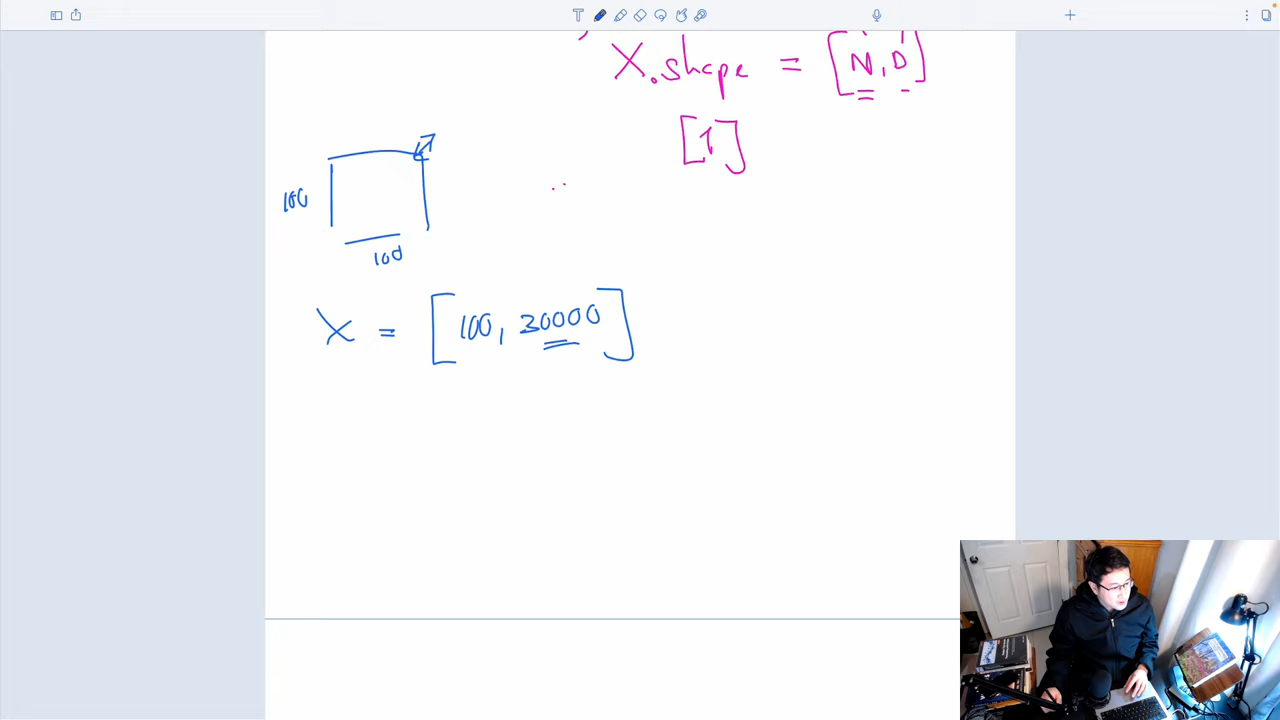 X.shape = [N, D]
[1]
100
100
X = [100, 30000]